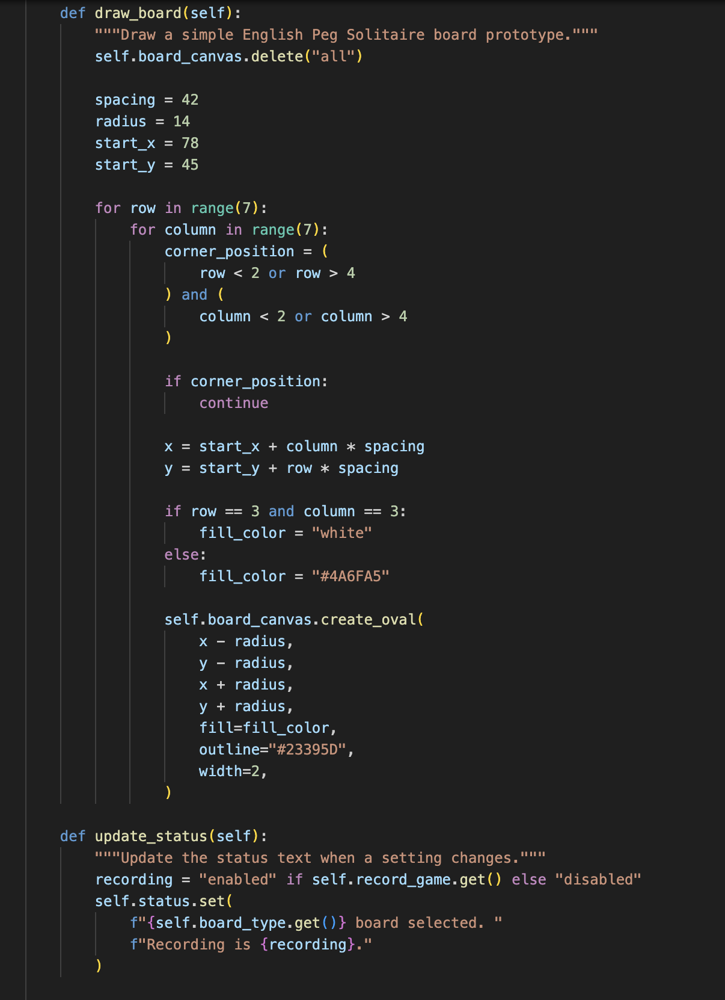 def draw_board(self):
    """Draw a simple English Peg Solitaire board prototype."""
    self.board_canvas.delete("all")

    spacing = 42
    radius = 14
    start_x = 78
    start_y = 45

    for row in range(7):
        for column in range(7):
            corner_position = (
                row < 2 or row > 4
            ) and (
                column < 2 or column > 4
            )

            if corner_position:
                continue

            x = start_x + column * spacing
            y = start_y + row * spacing

            if row == 3 and column == 3:
                fill_color = "white"
            else:
                fill_color = "#4A6FA5"

            self.board_canvas.create_oval(
                x - radius,
                y - radius,
                x + radius,
                y + radius,
                fill=fill_color,
                outline="#23395D",
                width=2,
            )

def update_status(self):
    """Update the status text when a setting changes."""
    recording = "enabled" if self.record_game.get() else "disabled"
    self.status.set(
        f"{self.board_type.get()} board selected. "
        f"Recording is {recording}."
    )